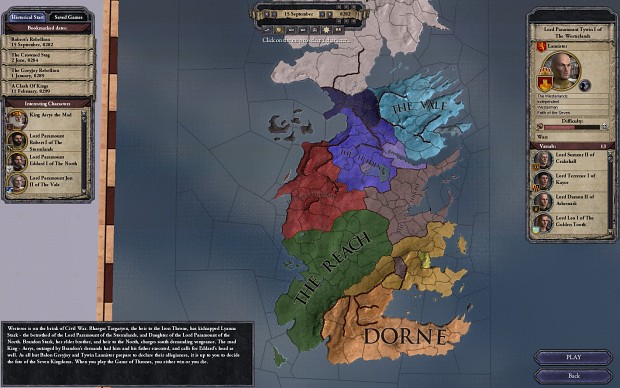 Historical Start
Saved Games
Bookmarked dates:
Robert's Rebellion
15 September, 0282
The Crowned Stag
2 June, 0284
The Greyjoy Rebellion
1 January, 0289
A Clash Of Kings
11 February, 0299
Interesting Characters
King Aerys the Mad
Lord Paramount
Robert I of The
Stormlands
Lord Paramount
Eddard I of The North
Lord Paramount Jon
II of The Vale
15 September
0282
Click on
THE VALE
THE REACH
DORNE
Lord Paramount Tywin I of
The Westerlands
Lannister
The Westerlands
Independent
Westerman
Faith of the Seven
Difficulty:
Wars
Vassals: 13
Lord Sumner II of
Crakehall
Lord Terrence I of
Kayce
Lord Damon II of
Ashemark
Lord Leo I of The
Golden Tooth
Westeros is on the brink of Civil War. Rhaegar Targaryen, the heir to the Iron Throne, has kidnapped Lyanna
Stark - the betrothed of the Lord Paramount of the Stormlands, and Daughter of the Lord Paramount of the
North. Brandon Stark, her elder brother, and heir to the North, charges south demanding vengeance. The mad
King - Aerys, outraged by Brandon's demands had him and his father executed, and calls for Eddard's head as
well. As all but Balon Greyjoy and Tywin Lannister prepare to declare their allegiances, it is up to you to decide
the fate of the Seven Kingdoms. When you play the Game of Thrones, you either win or you die.
PLAY
Back